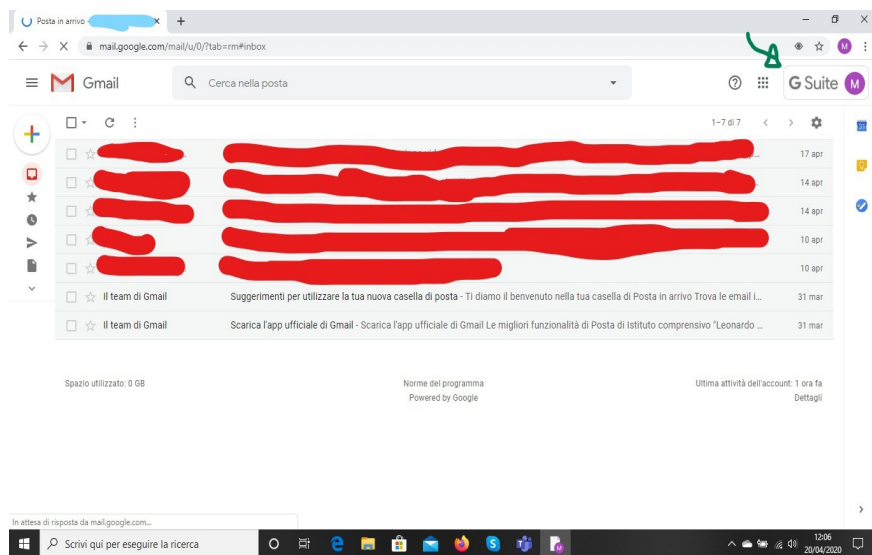 Posta in arrivo -
mail.google.com/mail/u/0/?tab=rm#inbox
M
Gmail
Cerca nella posta
G Suite
M
1–7 di 7
31
17 apr
14 apr
14 apr
10 apr
10 apr
Il team di Gmail Suggerimenti per utilizzare la tua nuova casella di posta - Ti diamo il benvenuto nella tua casella di Posta in arrivo Trova le email i... 31 mar
Il team di Gmail Scarica l'app ufficiale di Gmail - Scarica l'app ufficiale di Gmail Le migliori funzionalità di Posta di Istituto comprensivo "Leonardo ... 31 mar
Spazio utilizzato: 0 GB
Norme del programma
Powered by Google
Ultima attività dell'account: 1 ora fa
Dettagli
In attesa di risposta da mail.google.com...
Scrivi qui per eseguire la ricerca
12:06
20/04/2020